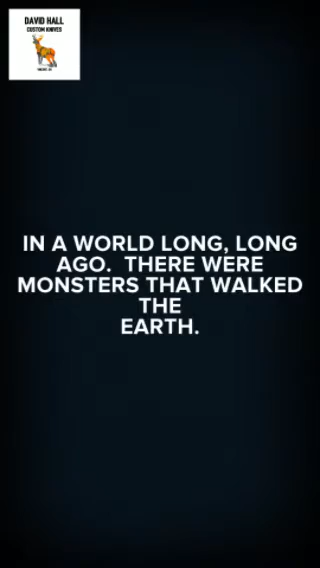 DAVID HALL
CUSTOM KNIVES
IN A WORLD LONG, LONG
AGO.  THERE WERE
MONSTERS THAT WALKED
THE
EARTH.